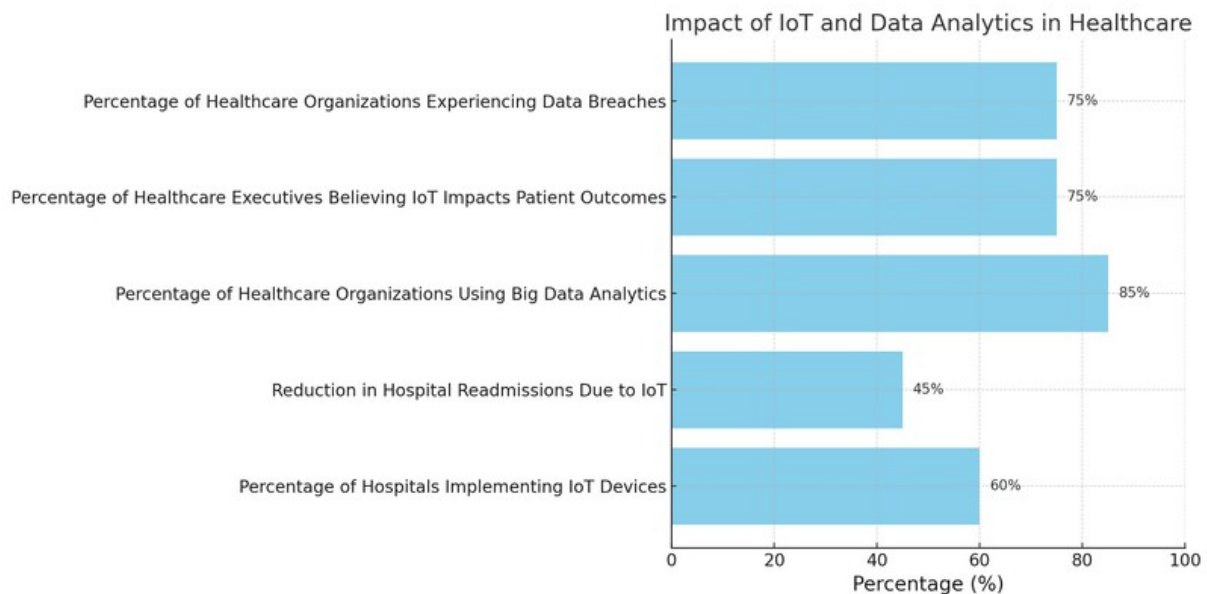 Impact of IoT and Data Analytics in Healthcare
Percentage of Healthcare Organizations Experiencing Data Breaches
75%
Percentage of Healthcare Executives Believing IoT Impacts Patient Outcomes
75%
Percentage of Healthcare Organizations Using Big Data Analytics
85%
Reduction in Hospital Readmissions Due to IoT
45%
Percentage of Hospitals Implementing IoT Devices
60%
0 20 40 60 80 100
Percentage (%)